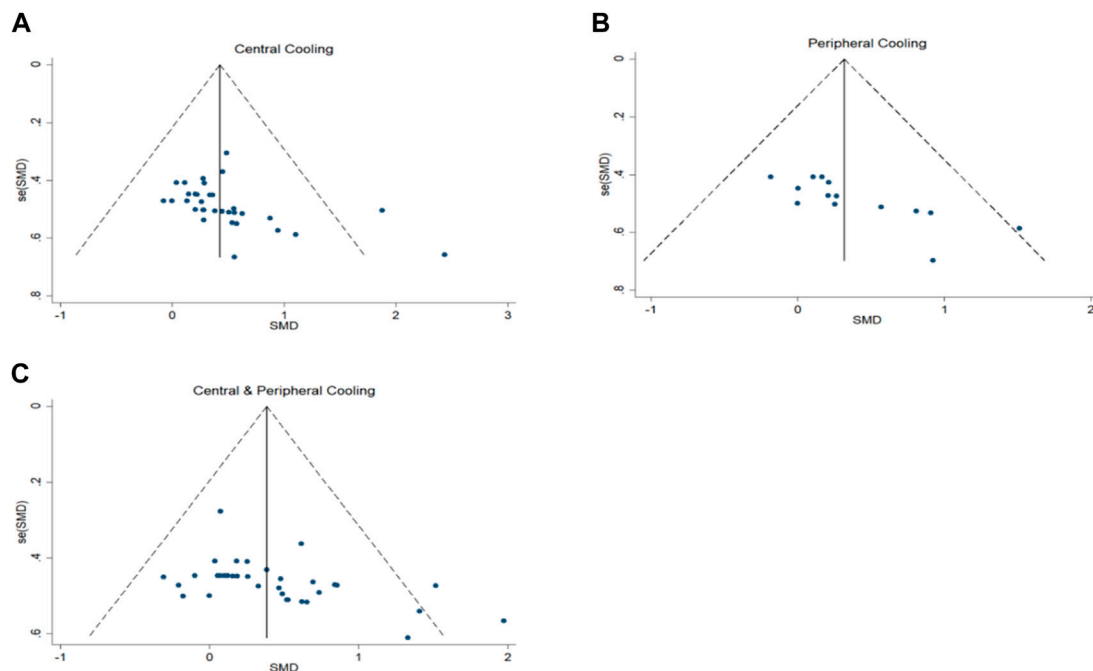 A
Central Cooling
0
.2
.4
.6
.8
se(SMD)
-1
0
1
2
3
SMD
B
Peripheral Cooling
0
.2
.4
.6
.8
se(SMD)
-1
0
1
2
SMD
C
Central & Peripheral Cooling
0
.2
.4
.6
se(SMD)
0
1
2
SMD